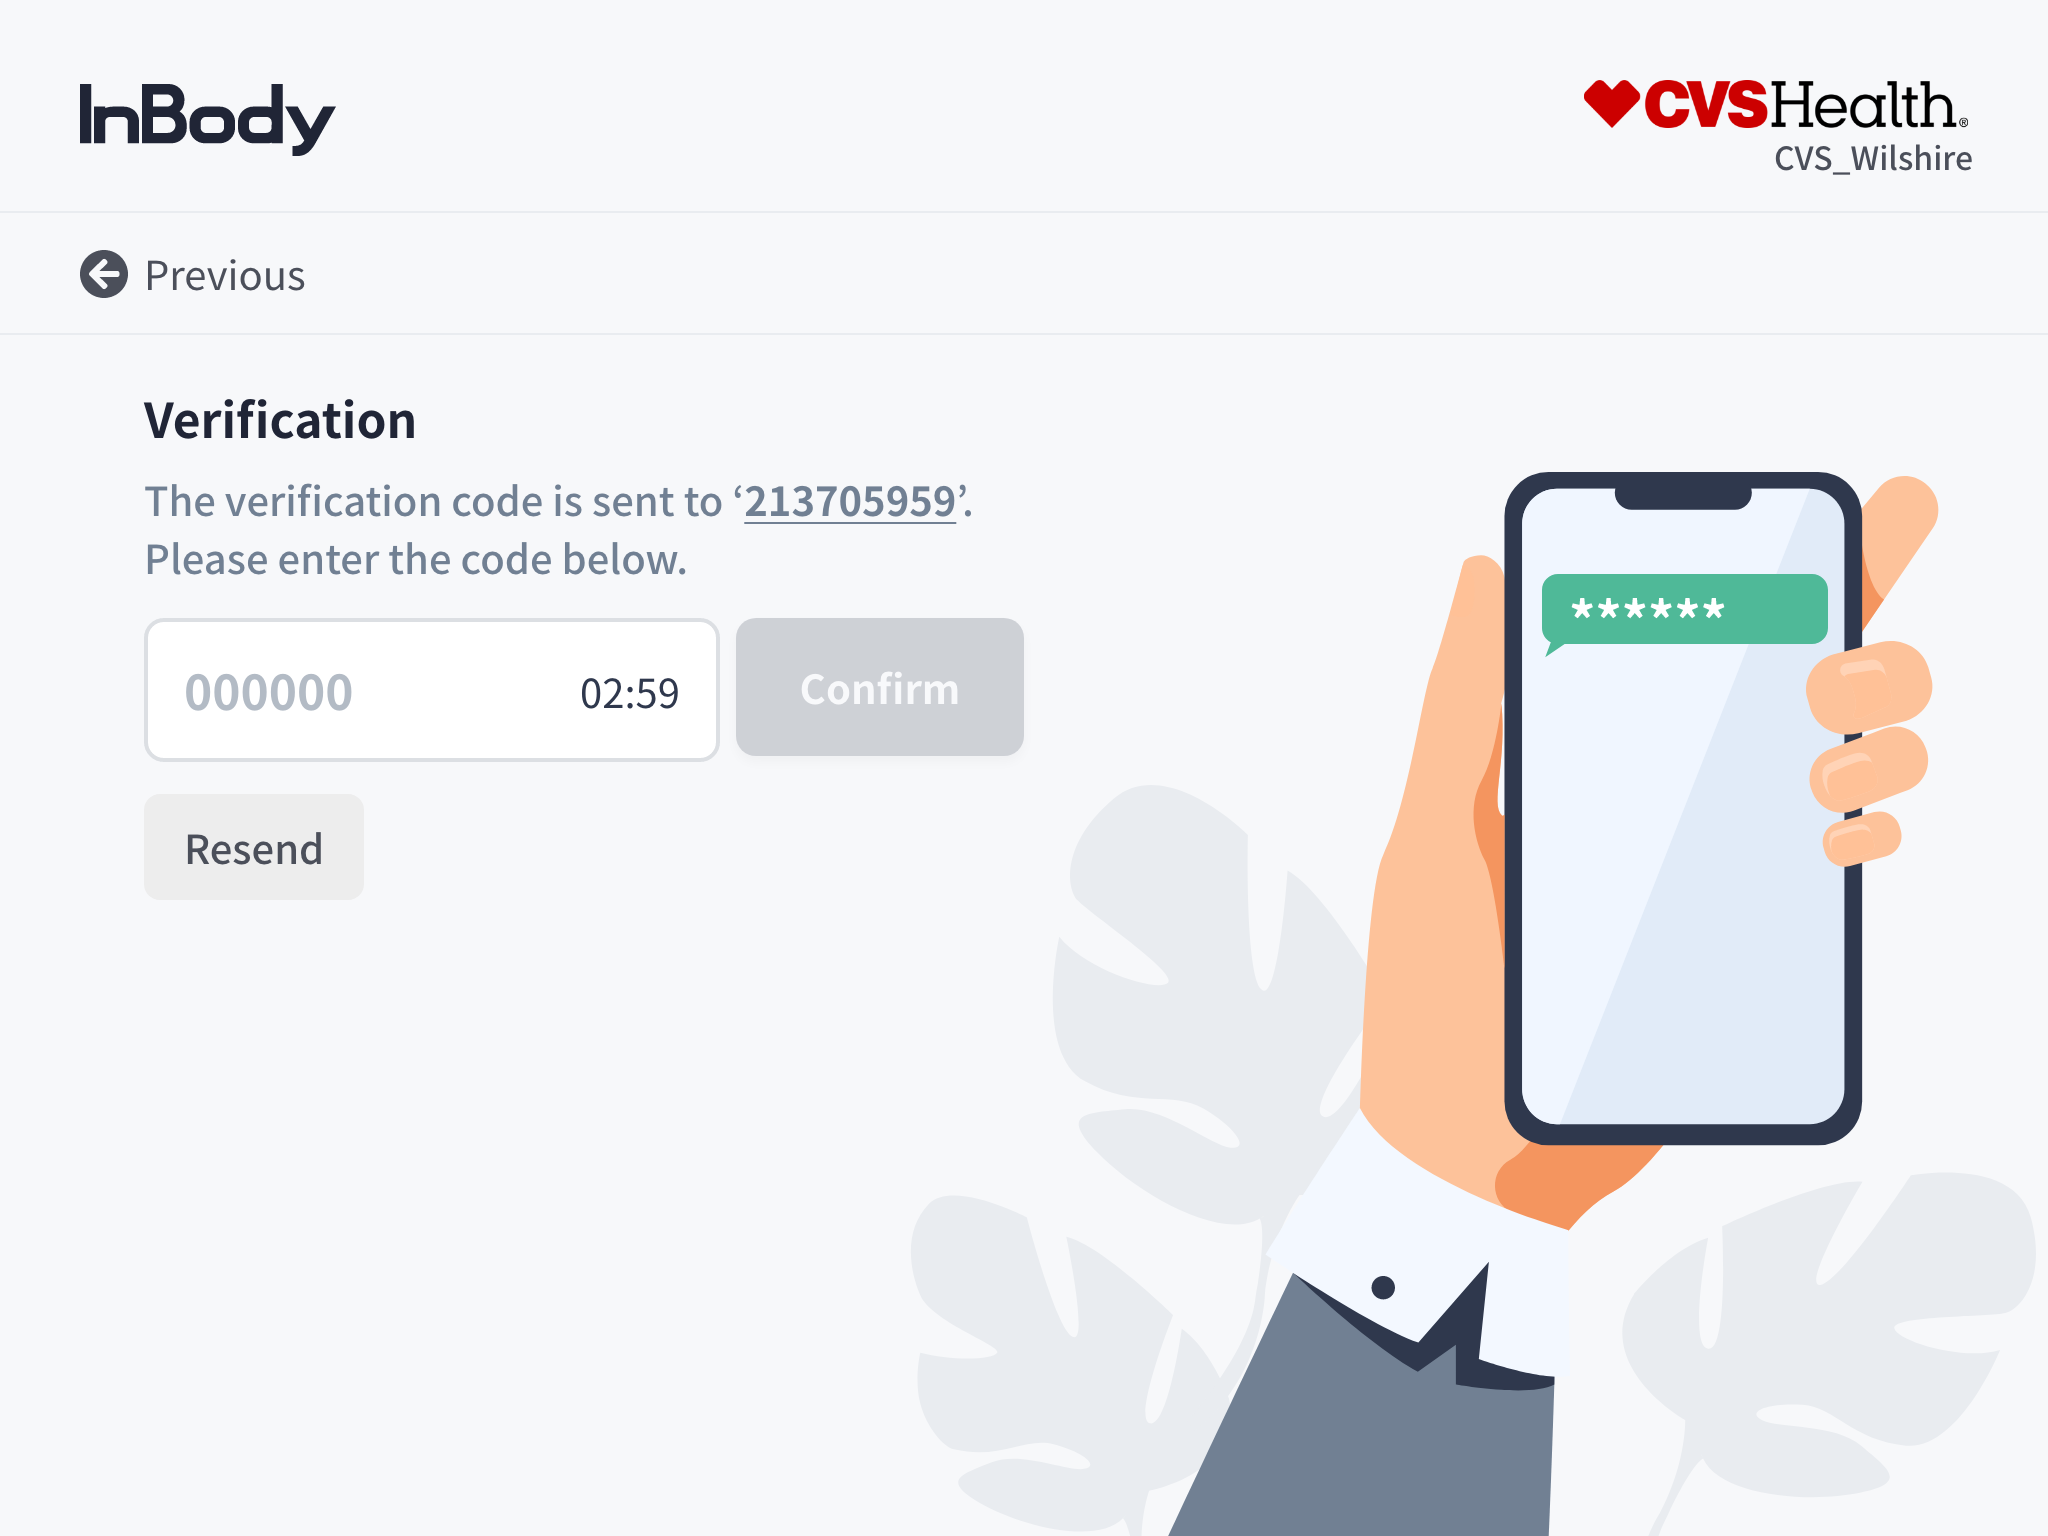 InBody
CVSHealth®
CVS_Wilshire
Previous
Verification
The verification code is sent to ‘213705959’.
Please enter the code below.
000000
02:59
Confirm
Resend
******